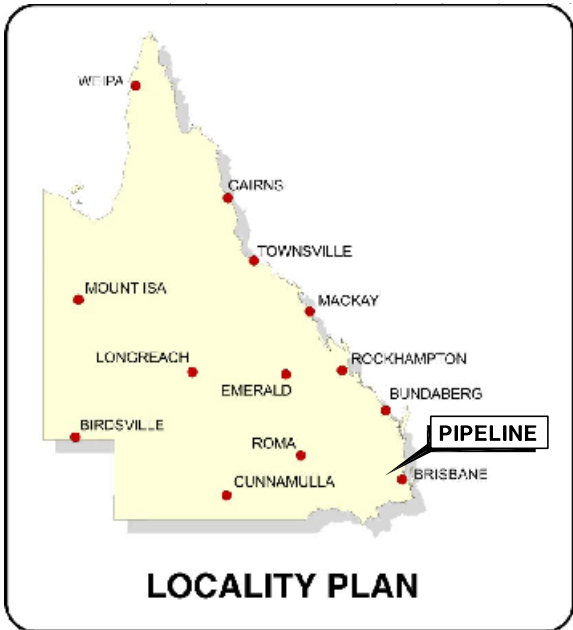 WEIPA
CAIRNS
TOWNSVILLE
MOUNT ISA
MACKAY
LONGREACH
ROCKHAMPTON
EMERALD
BUNDABERG
BIRDSVILLE
PIPELINE
ROMA
BRISBANE
CUNNAMULLA
LOCALITY PLAN